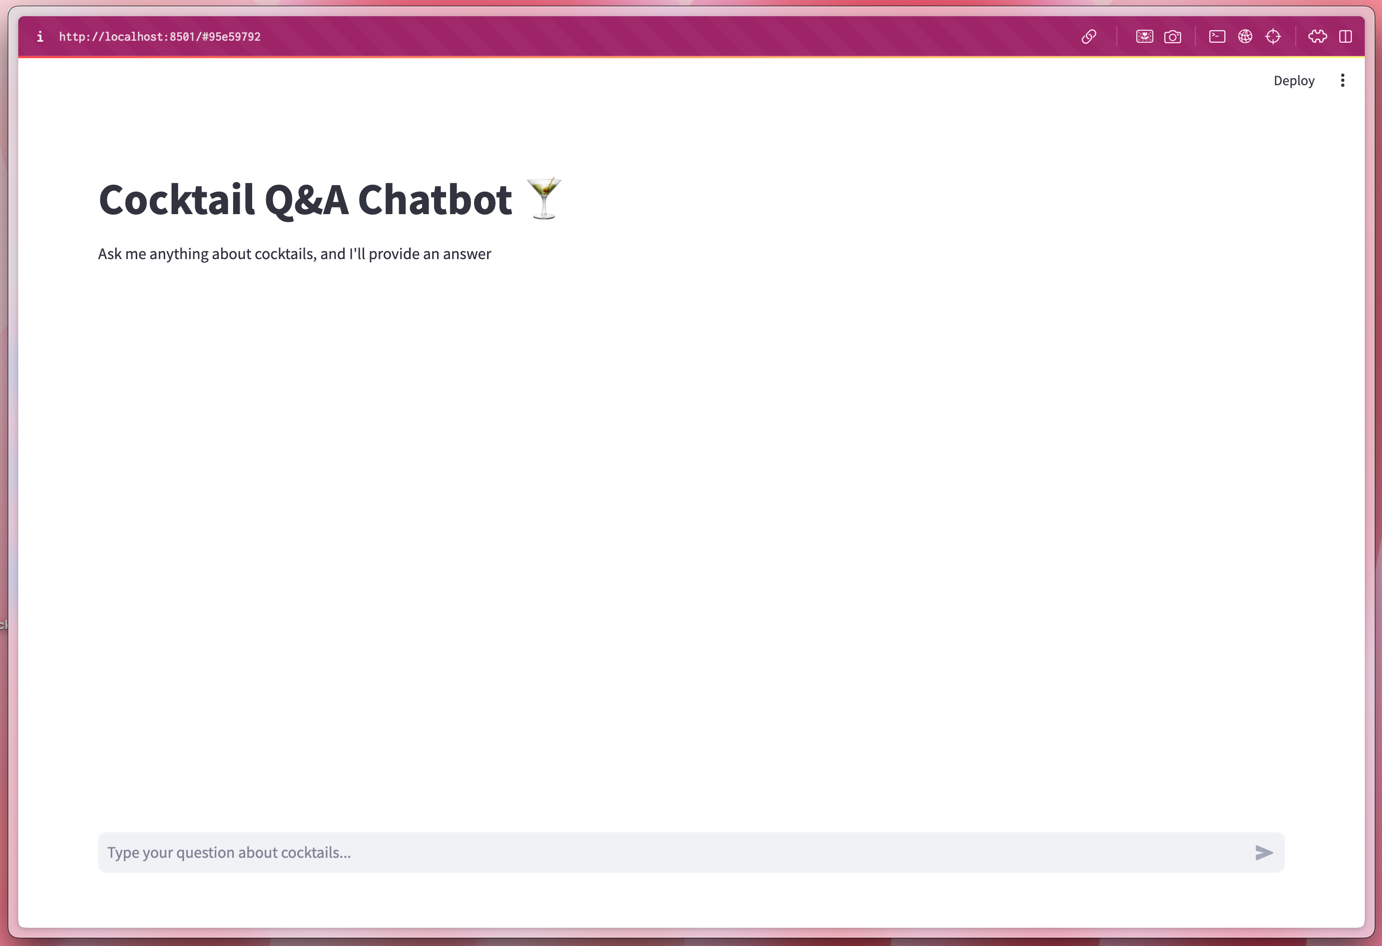 i http://localhost:8501/#95e59792
Deploy
Cocktail Q&A Chatbot 🍸
Ask me anything about cocktails, and I'll provide an answer
Type your question about cocktails...